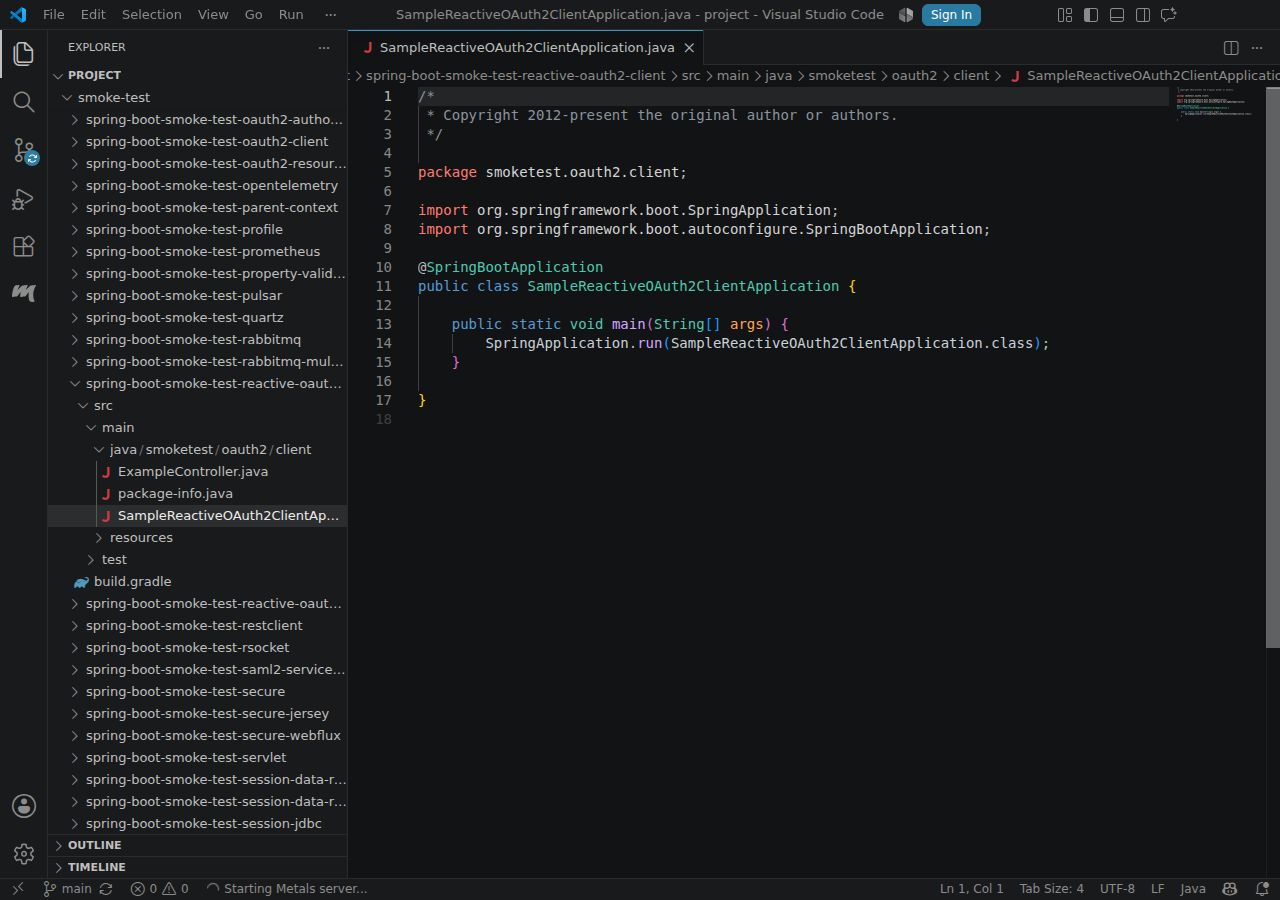 File Edit Selection View Go Run ···
SampleReactiveOAuth2ClientApplication.java - project - Visual Studio Code
Sign In
EXPLORER
PROJECT
smoke-test
spring-boot-smoke-test-oauth2-autho...
spring-boot-smoke-test-oauth2-client
spring-boot-smoke-test-oauth2-resour...
spring-boot-smoke-test-opentelemetry
spring-boot-smoke-test-parent-context
spring-boot-smoke-test-profile
spring-boot-smoke-test-prometheus
spring-boot-smoke-test-property-valid...
spring-boot-smoke-test-pulsar
spring-boot-smoke-test-quartz
spring-boot-smoke-test-rabbitmq
spring-boot-smoke-test-rabbitmq-mul...
spring-boot-smoke-test-reactive-oaut...
src
main
java / smoketest / oauth2 / client
ExampleController.java
package-info.java
SampleReactiveOAuth2ClientAp...
resources
test
build.gradle
spring-boot-smoke-test-reactive-oaut...
spring-boot-smoke-test-restclient
spring-boot-smoke-test-rsocket
spring-boot-smoke-test-saml2-service...
spring-boot-smoke-test-secure
spring-boot-smoke-test-secure-jersey
spring-boot-smoke-test-secure-webflux
spring-boot-smoke-test-servlet
spring-boot-smoke-test-session-data-r...
spring-boot-smoke-test-session-data-r...
spring-boot-smoke-test-session-jdbc
OUTLINE
TIMELINE
SampleReactiveOAuth2ClientApplication.java
spring-boot-smoke-test-reactive-oauth2-client > src > main > java > smoketest > oauth2 > client > SampleReactiveOAuth2ClientApplicatic
1 /*
2 * Copyright 2012-present the original author or authors.
3 */
4
5 package smoketest.oauth2.client;
6
7 import org.springframework.boot.SpringApplication;
8 import org.springframework.boot.autoconfigure.SpringBootApplication;
9
10 @SpringBootApplication
11 public class SampleReactiveOAuth2ClientApplication {
12
13 public static void main(String[] args) {
14 SpringApplication.run(SampleReactiveOAuth2ClientApplication.class);
15 }
16
17 }
18
main 0 0 Starting Metals server... Ln 1, Col 1 Tab Size: 4 UTF-8 LF Java